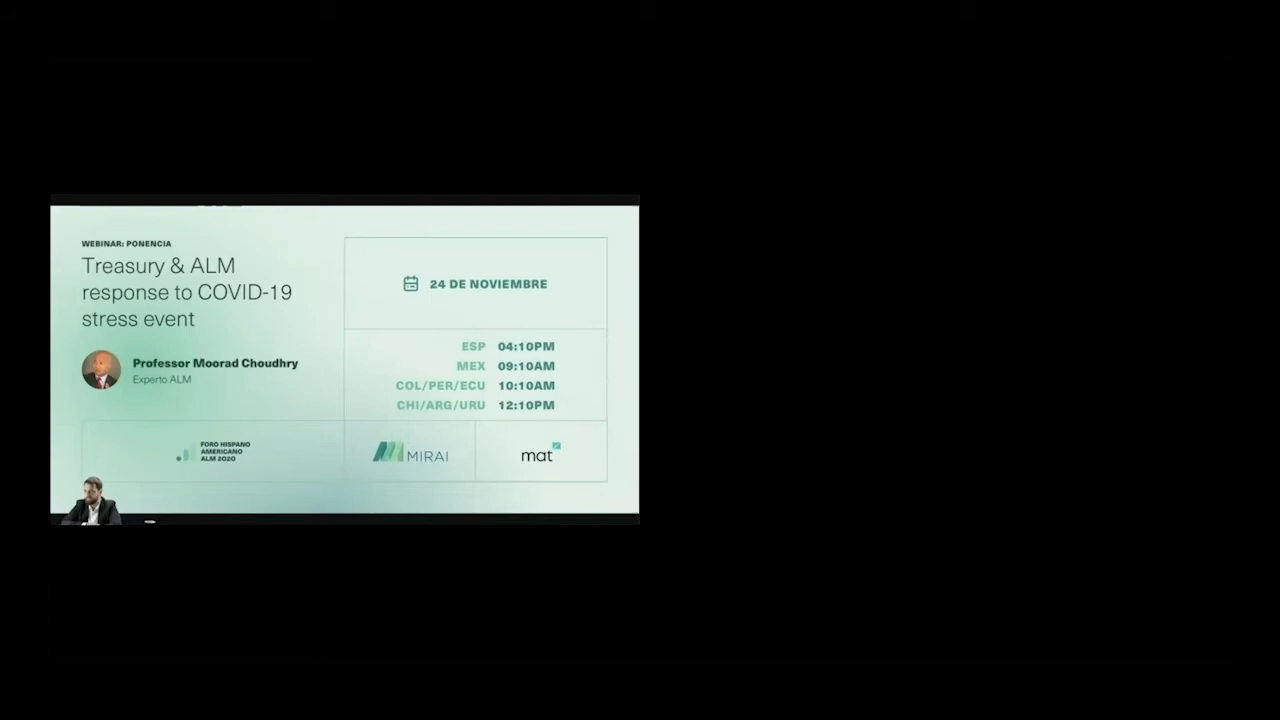 WEBINAR: PONENCIA
Treasury & ALM
response to COVID-19
stress event
Professor Moorad Choudhry
Experto ALM
24 DE NOVIEMBRE
ESP 04:10PM
MEX 09:10AM
COL/PER/ECU 10:10AM
CHI/ARG/URU 12:10PM
FORO HISPANO
AMERICANO
ALM 2020
MIRAI
mat